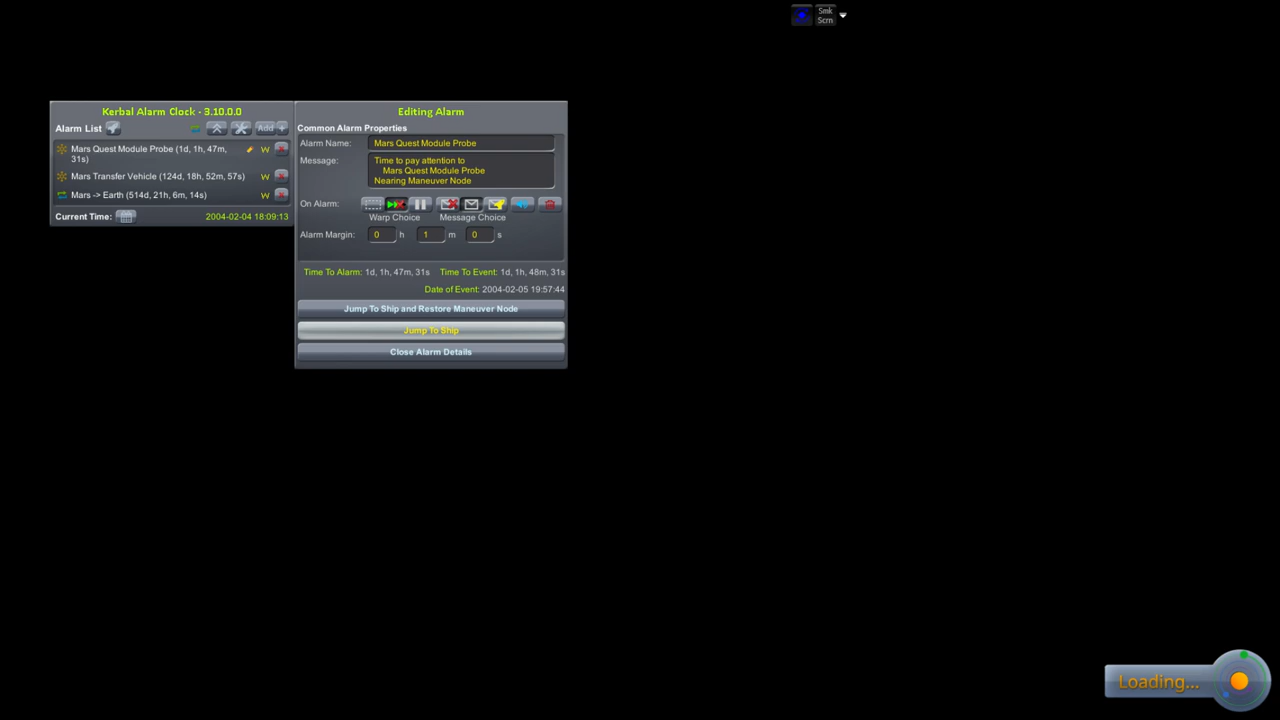 Smk
Scrn
Kerbal Alarm Clock - 3.10.0.0
Alarm List
Add +
Mars Quest Module Probe (1d, 1h, 47m,
31s)
W
Mars Transfer Vehicle (124d, 18h, 52m, 57s)
W
Mars -> Earth (514d, 21h, 6m, 14s)
W
Current Time:
2004-02-04 18:09:13
Editing Alarm
Common Alarm Properties
Alarm Name:
Mars Quest Module Probe
Message:
Time to pay attention to
Mars Quest Module Probe
Nearing Maneuver Node
On Alarm:
Warp Choice
Message Choice
Alarm Margin:
0 h 1 m 0 s
Time To Alarm: 1d, 1h, 47m, 31s
Time To Event: 1d, 1h, 48m, 31s
Date of Event: 2004-02-05 19:57:44
Jump To Ship and Restore Maneuver Node
Jump To Ship
Close Alarm Details
Loading...